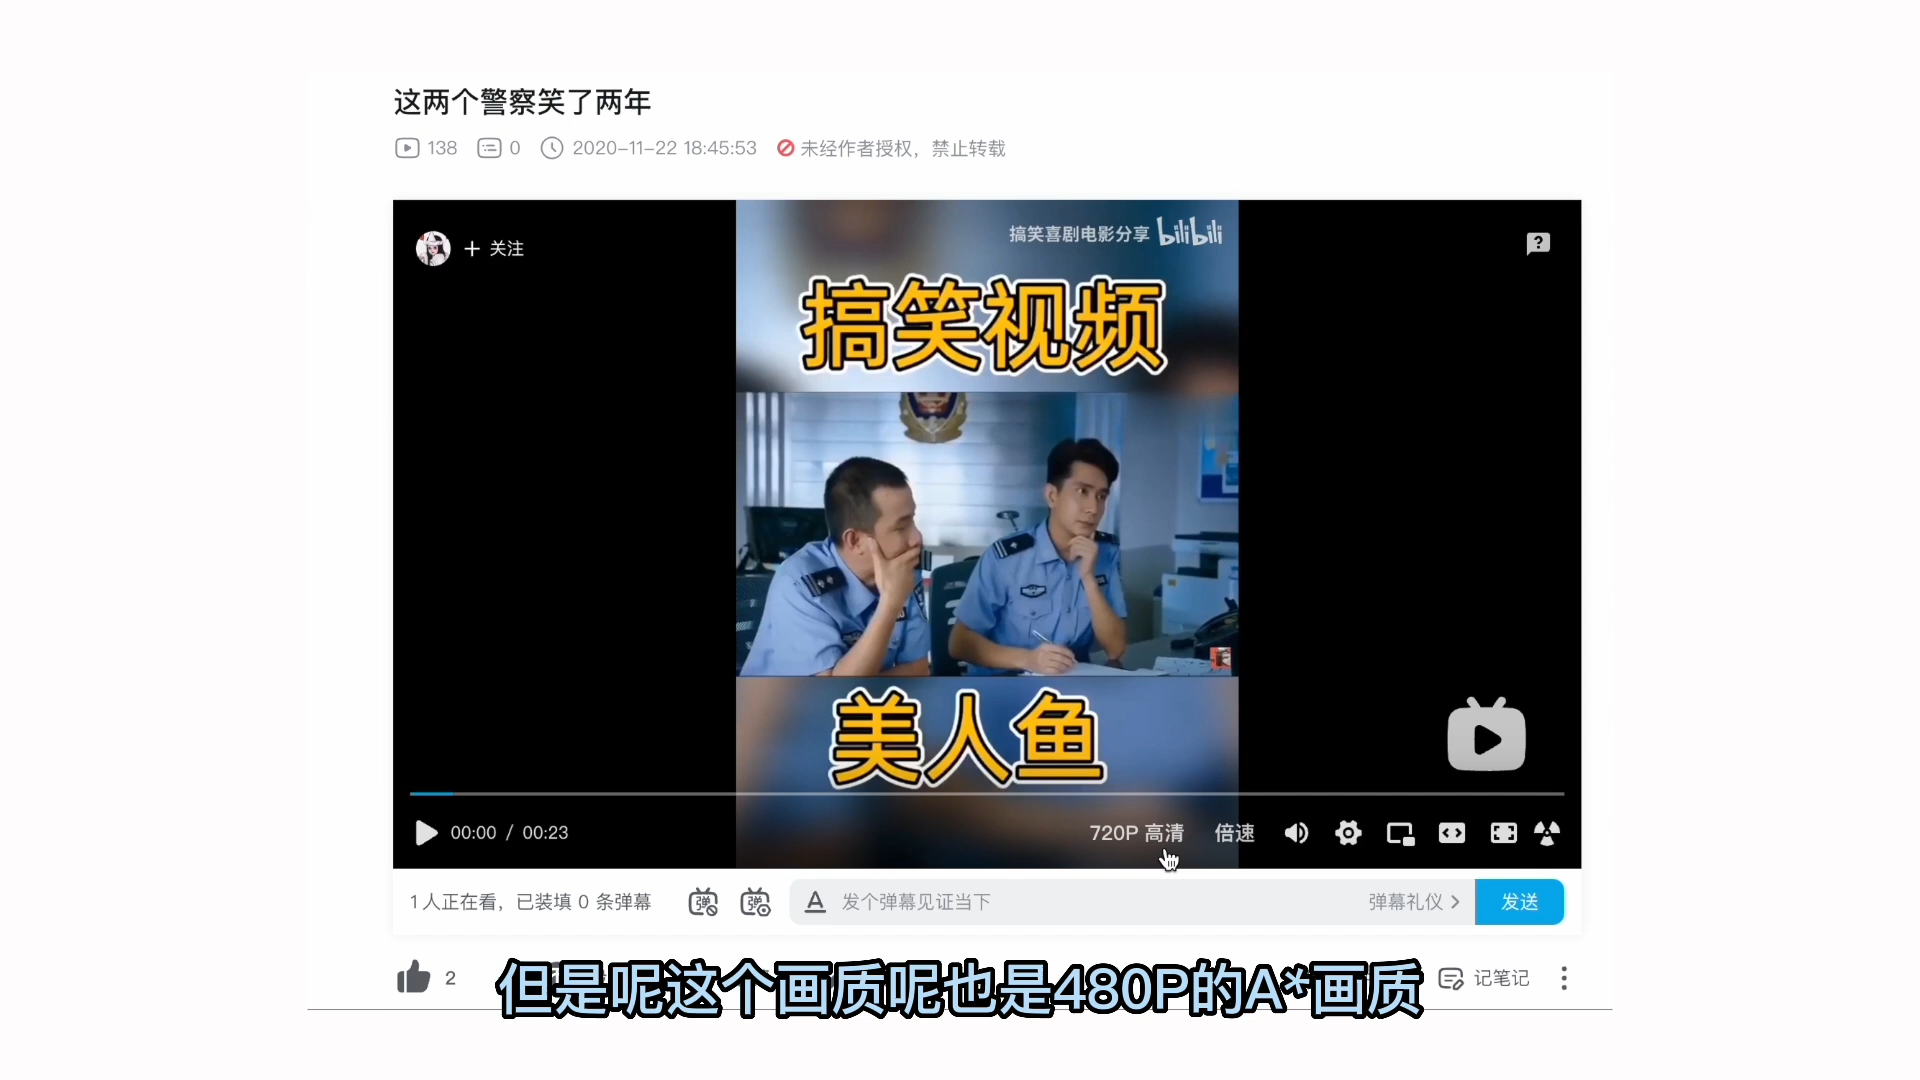 这两个警察笑了两年
138 0 2020-11-22 18:45:53 未经作者授权，禁止转载
搞笑喜剧电影分享 bilibili
+ 关注
?
搞笑视频
美人鱼
00:00 / 00:23 720P 高清 倍速
1人正在看，已装填 0 条弹幕 弹 弹 A 发个弹幕见证当下 弹幕礼仪 > 发送
2 记笔记
但是呢这个画质呢也是480P的A*画质